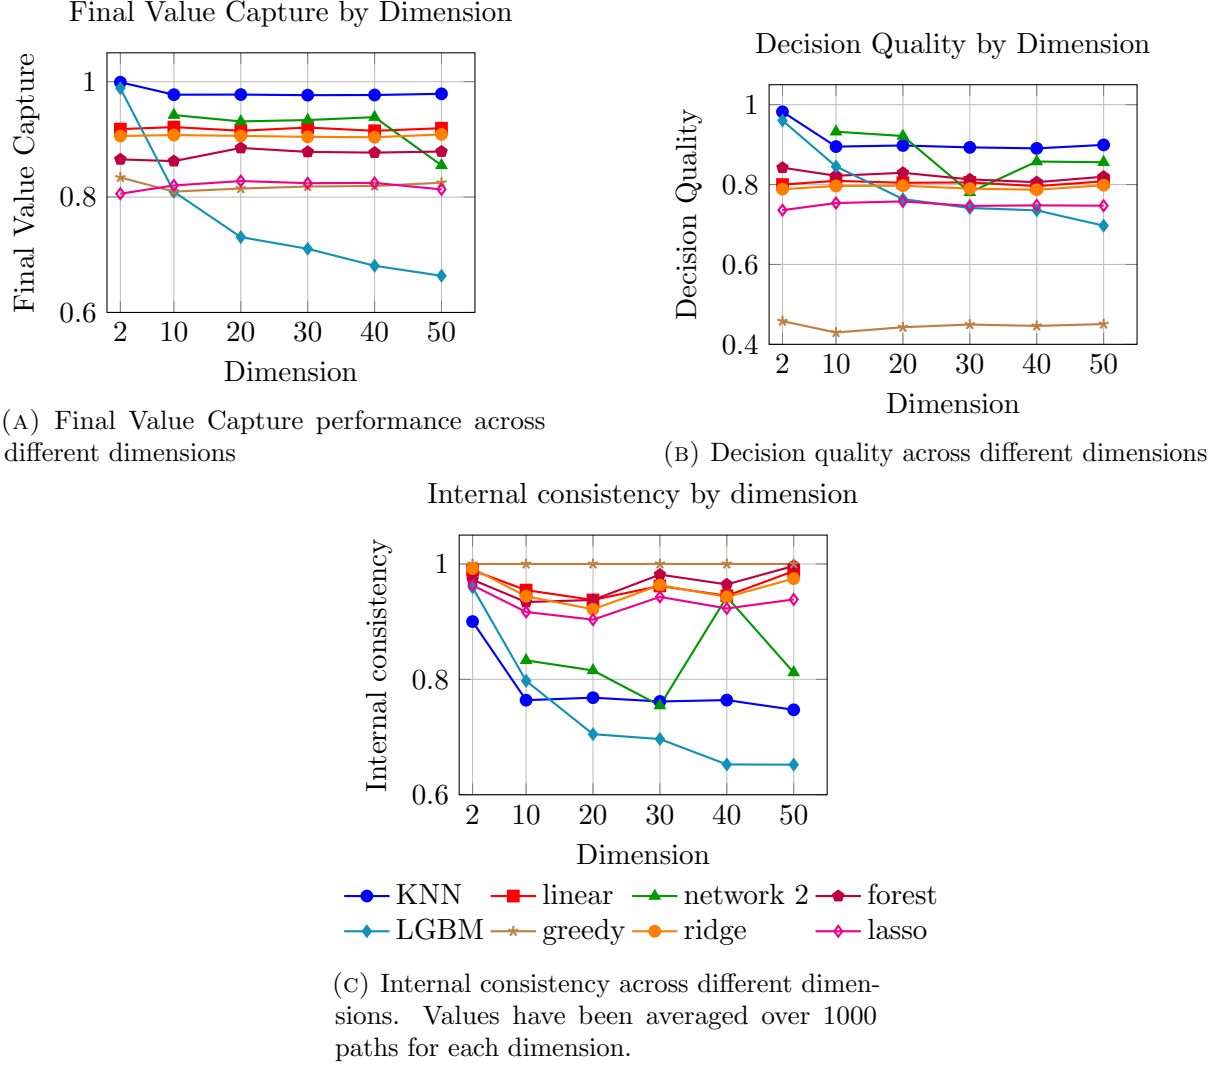 Final Value Capture by Dimension
Final Value Capture
1
0.8
0.6
2 10 20 30 40 50
Dimension
(A) Final Value Capture performance across
different dimensions
Decision Quality by Dimension
Decision Quality
1
0.8
0.6
0.4
2 10 20 30 40 50
Dimension
(B) Decision quality across different dimensions
Internal consistency by dimension
Internal consistency
1
0.8
0.6
2 10 20 30 40 50
Dimension
KNN linear network 2 forest
LGBM greedy ridge lasso
(C) Internal consistency across different dimen-
sions. Values have been averaged over 1000
paths for each dimension.